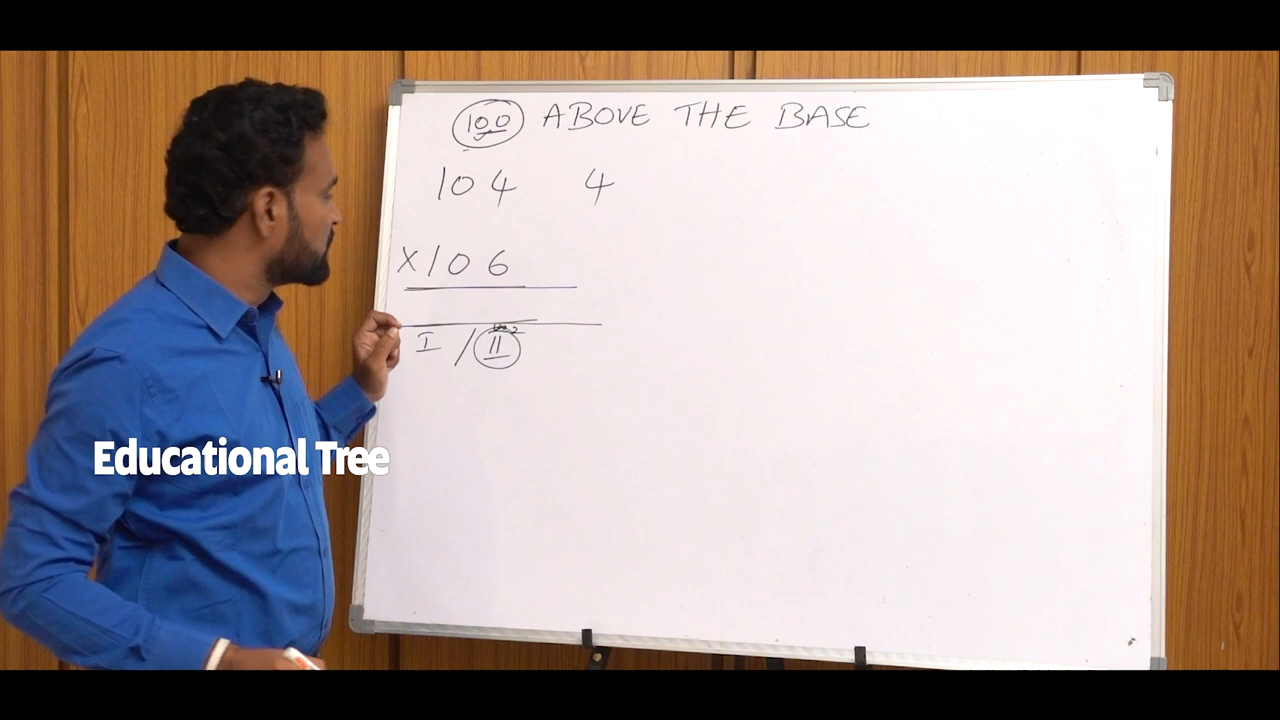 100 ABOVE THE BASE
104 4
X106
I / II
Educational Tree